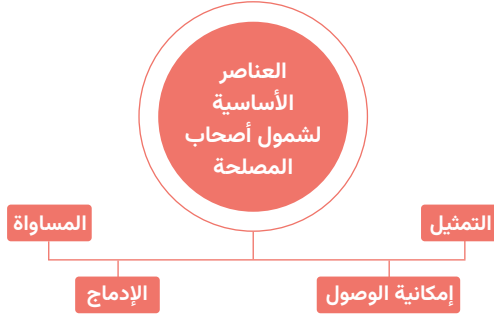 العناصر
الأساسية
لشمول أصحاب
المصلحة
التمثيل
المساواة
إمكانية الوصول
الإدماج